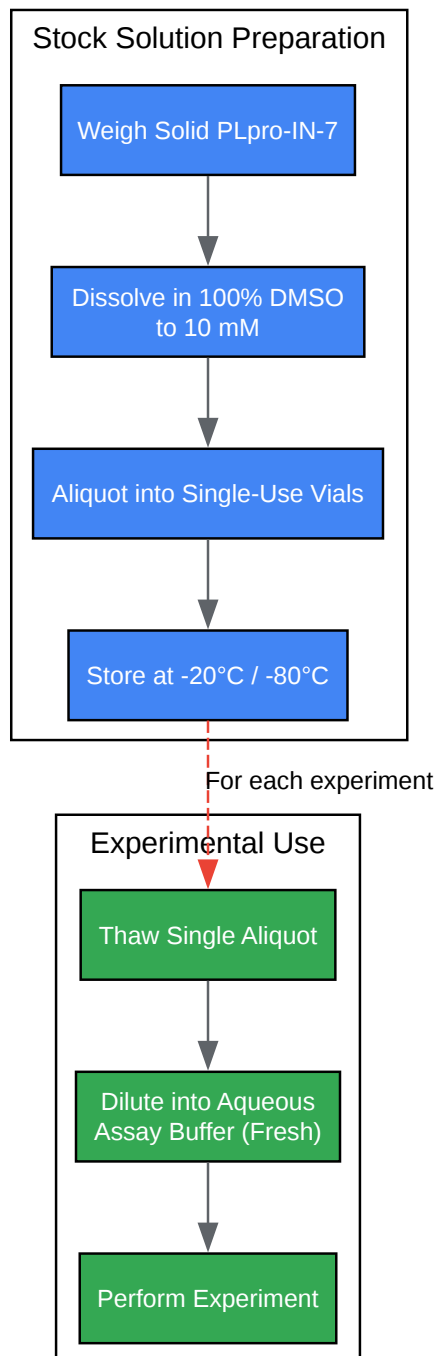 Stock Solution Preparation
Weigh Solid PLpro-IN-7
Dissolve in 100% DMSO
to 10 mM
Aliquot into Single-Use Vials
Store at -20°C / -80°C
For each experiment
Experimental Use
Thaw Single Aliquot
Dilute into Aqueous
Assay Buffer (Fresh)
Perform Experiment